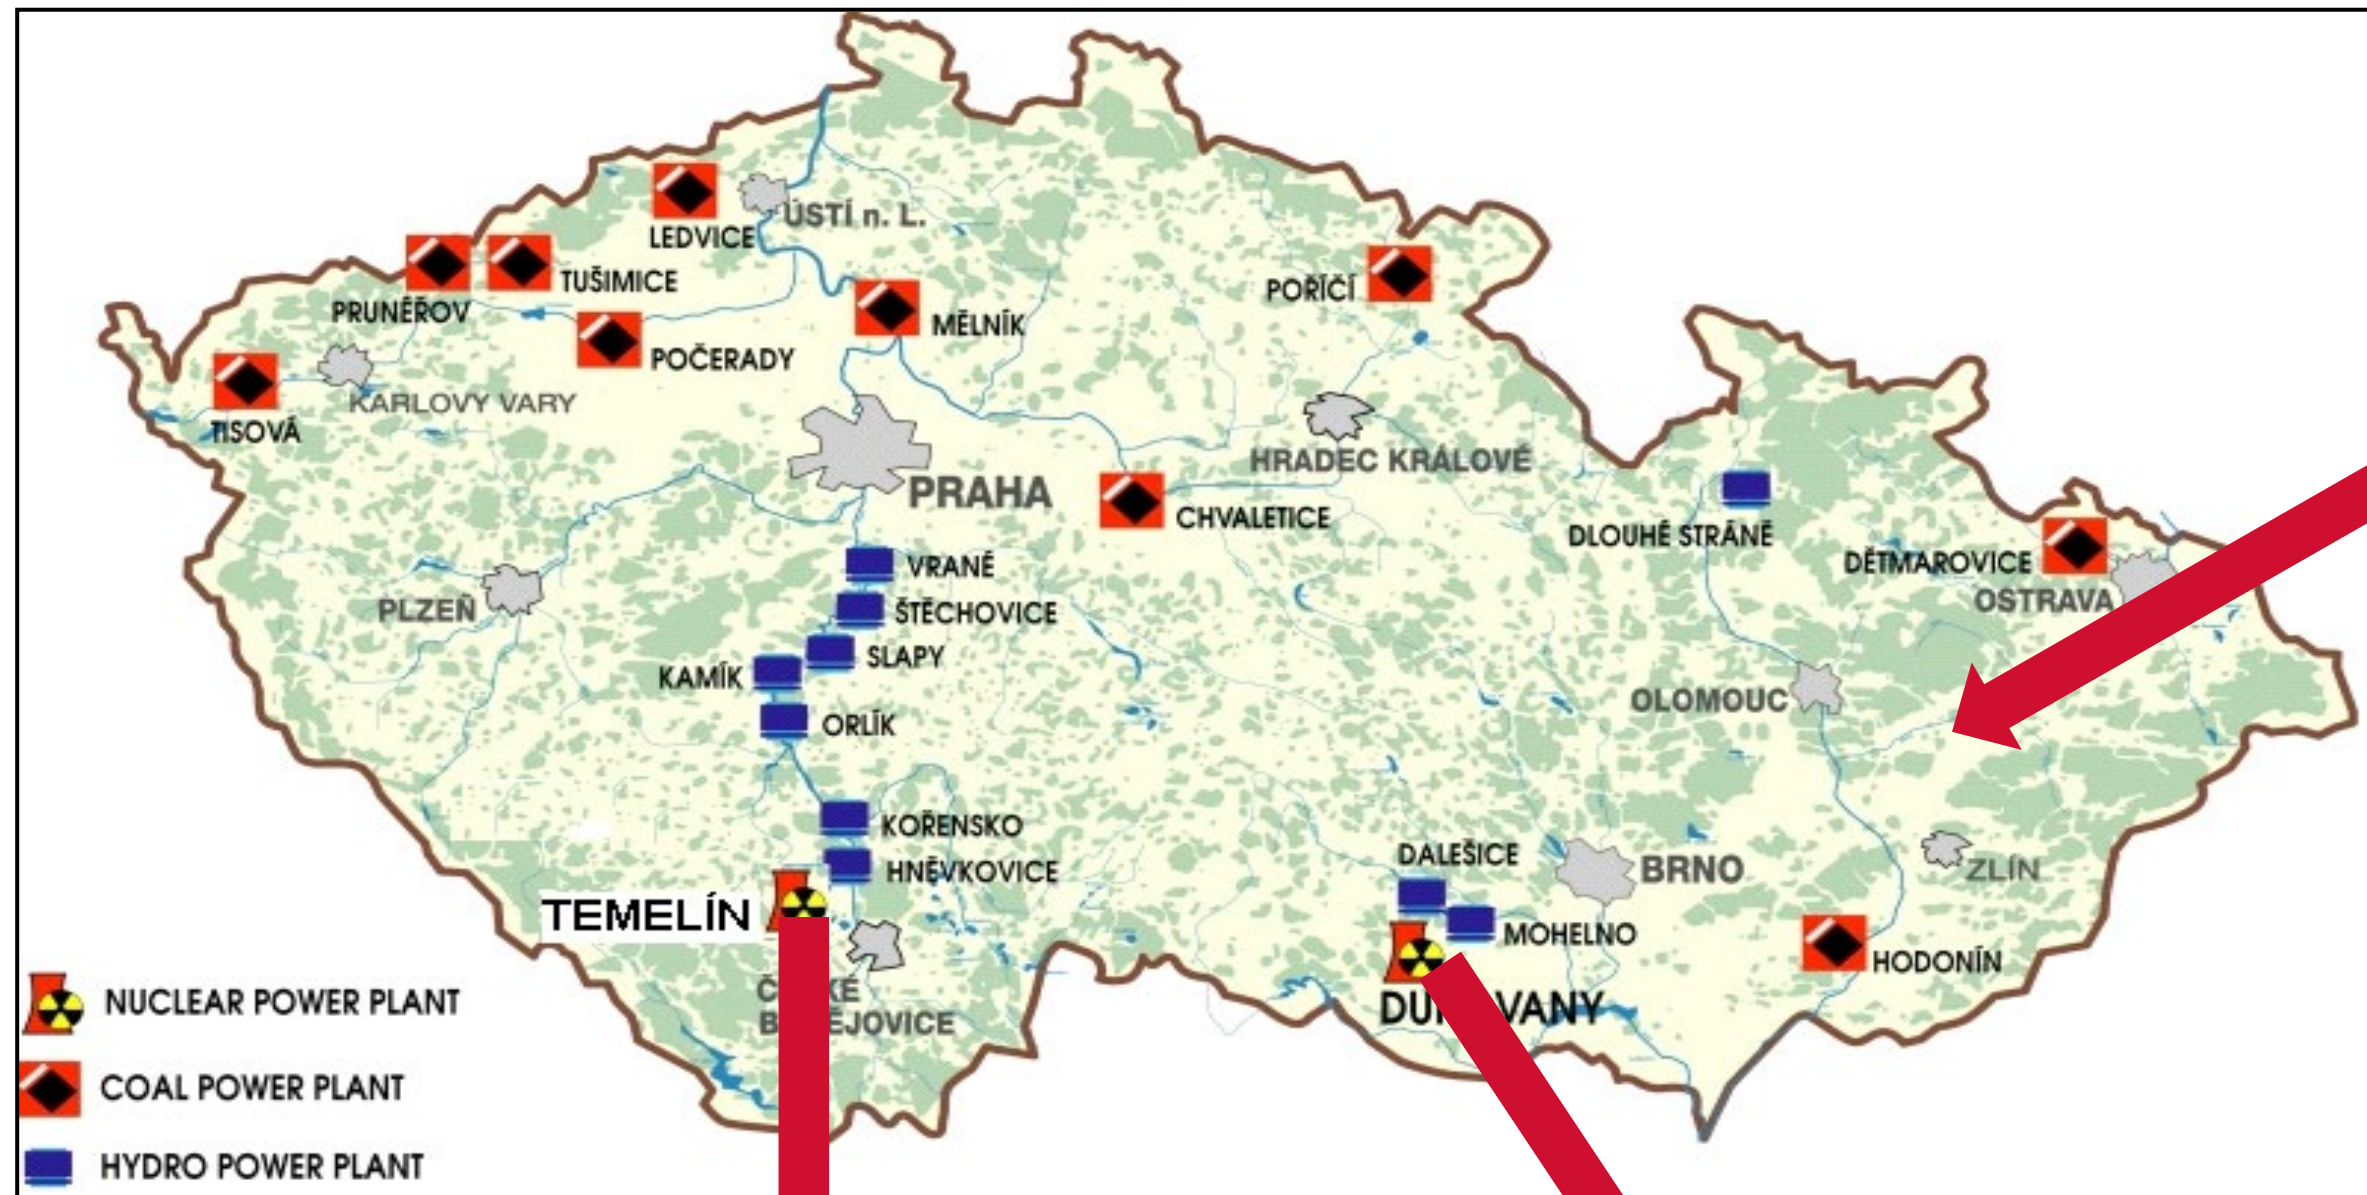 ÚSTÍ n. L.
LEDVICE
TUŠIMICE
PRUNÉŘOV
POŘÍČÍ
MĚLNÍK
POČERADY
KARLOVY VARY
TISOVÁ
HRADEC KRÁLOVÉ
PRAHA
CHVALETICE
DLOUHÉ STRÁNĚ
DĚTMAROVICE
OSTRAVA
VRANÉ
ŠTĚCHOVICE
PLZEŇ
SLAPY
KAMÍK
OLOMOUC
ORLÍK
KOŘENSKO
HNĚVKOVICE
DALEŠICE
BRNO
ZLÍN
TEMELÍN
MOHELNO
HODONÍN
NUCLEAR POWER PLANT
COAL POWER PLANT
HYDRO POWER PLANT